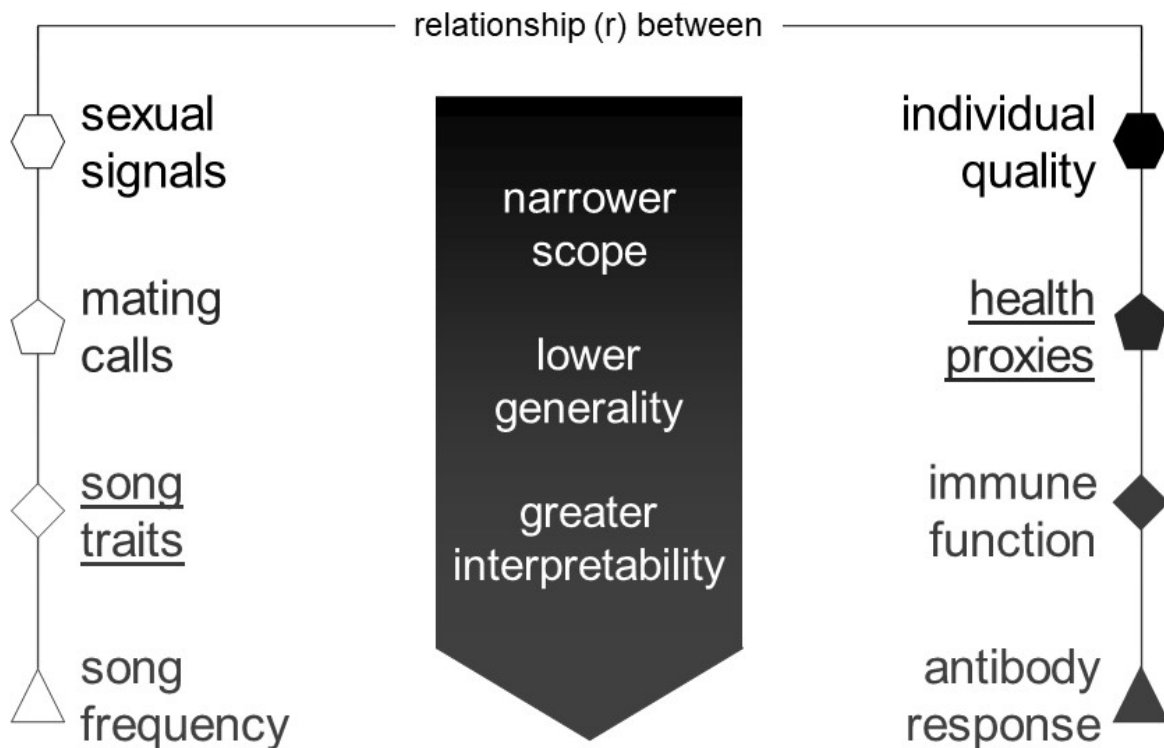 relationship (r) between
sexual
signals
mating
calls
song
traits
song
frequency
narrower
scope
lower
generality
greater
interpretability
individual
quality
health
proxies
immune
function
antibody
response